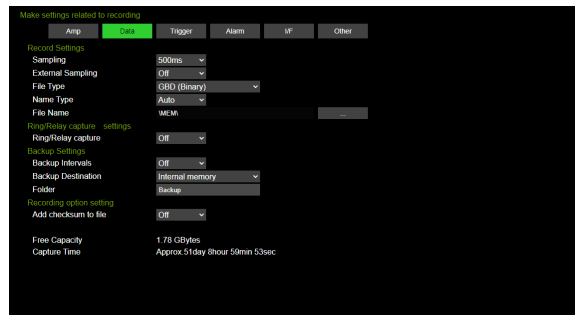 Make settings related to recording
Amp Data Trigger Alarm I/F Other
Record Settings
Sampling 500ms
External Sampling Off
File Type GBD (Binary)
Name Type Auto
File Name \MEM\ ...
Ring/Relay capture settings
Ring/Relay capture Off
Backup Settings
Backup Intervals Off
Backup Destination Internal memory
Folder Backup
Recording option setting
Add checksum to file Off
Free Capacity 1.78 GBytes
Capture Time Approx.51day 8hour 59min 53sec